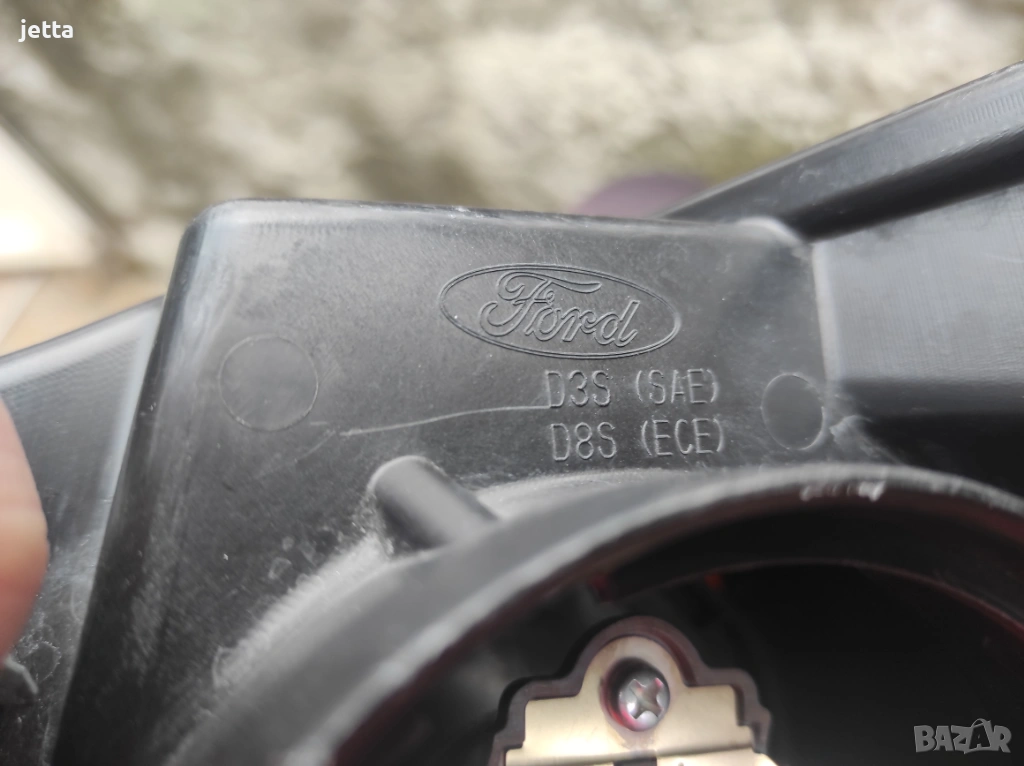 jetta
Ford
D3S (SAE)
D8S (ECE)
BAZAR